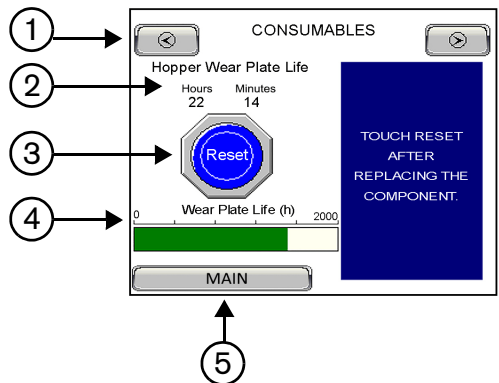 1
CONSUMABLES
2
Hopper Wear Plate Life
Hours Minutes
22 14
3
Reset
TOUCH RESET
AFTER
REPLACING THE
COMPONENT.
4
Wear Plate Life (h)
0 2000
MAIN
5